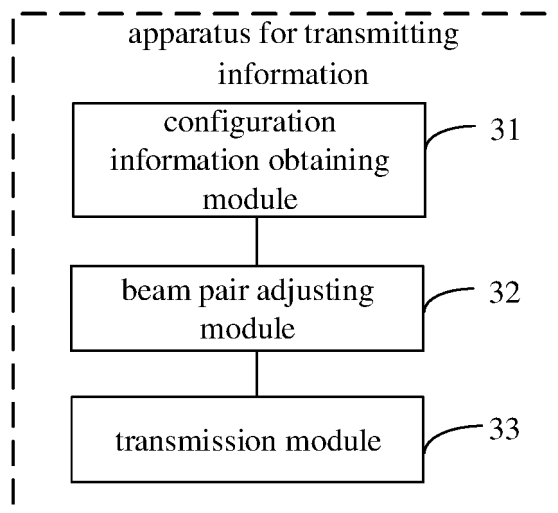 apparatus for transmitting
information
configuration
information obtaining
module
31
beam pair adjusting
module
32
transmission module
33